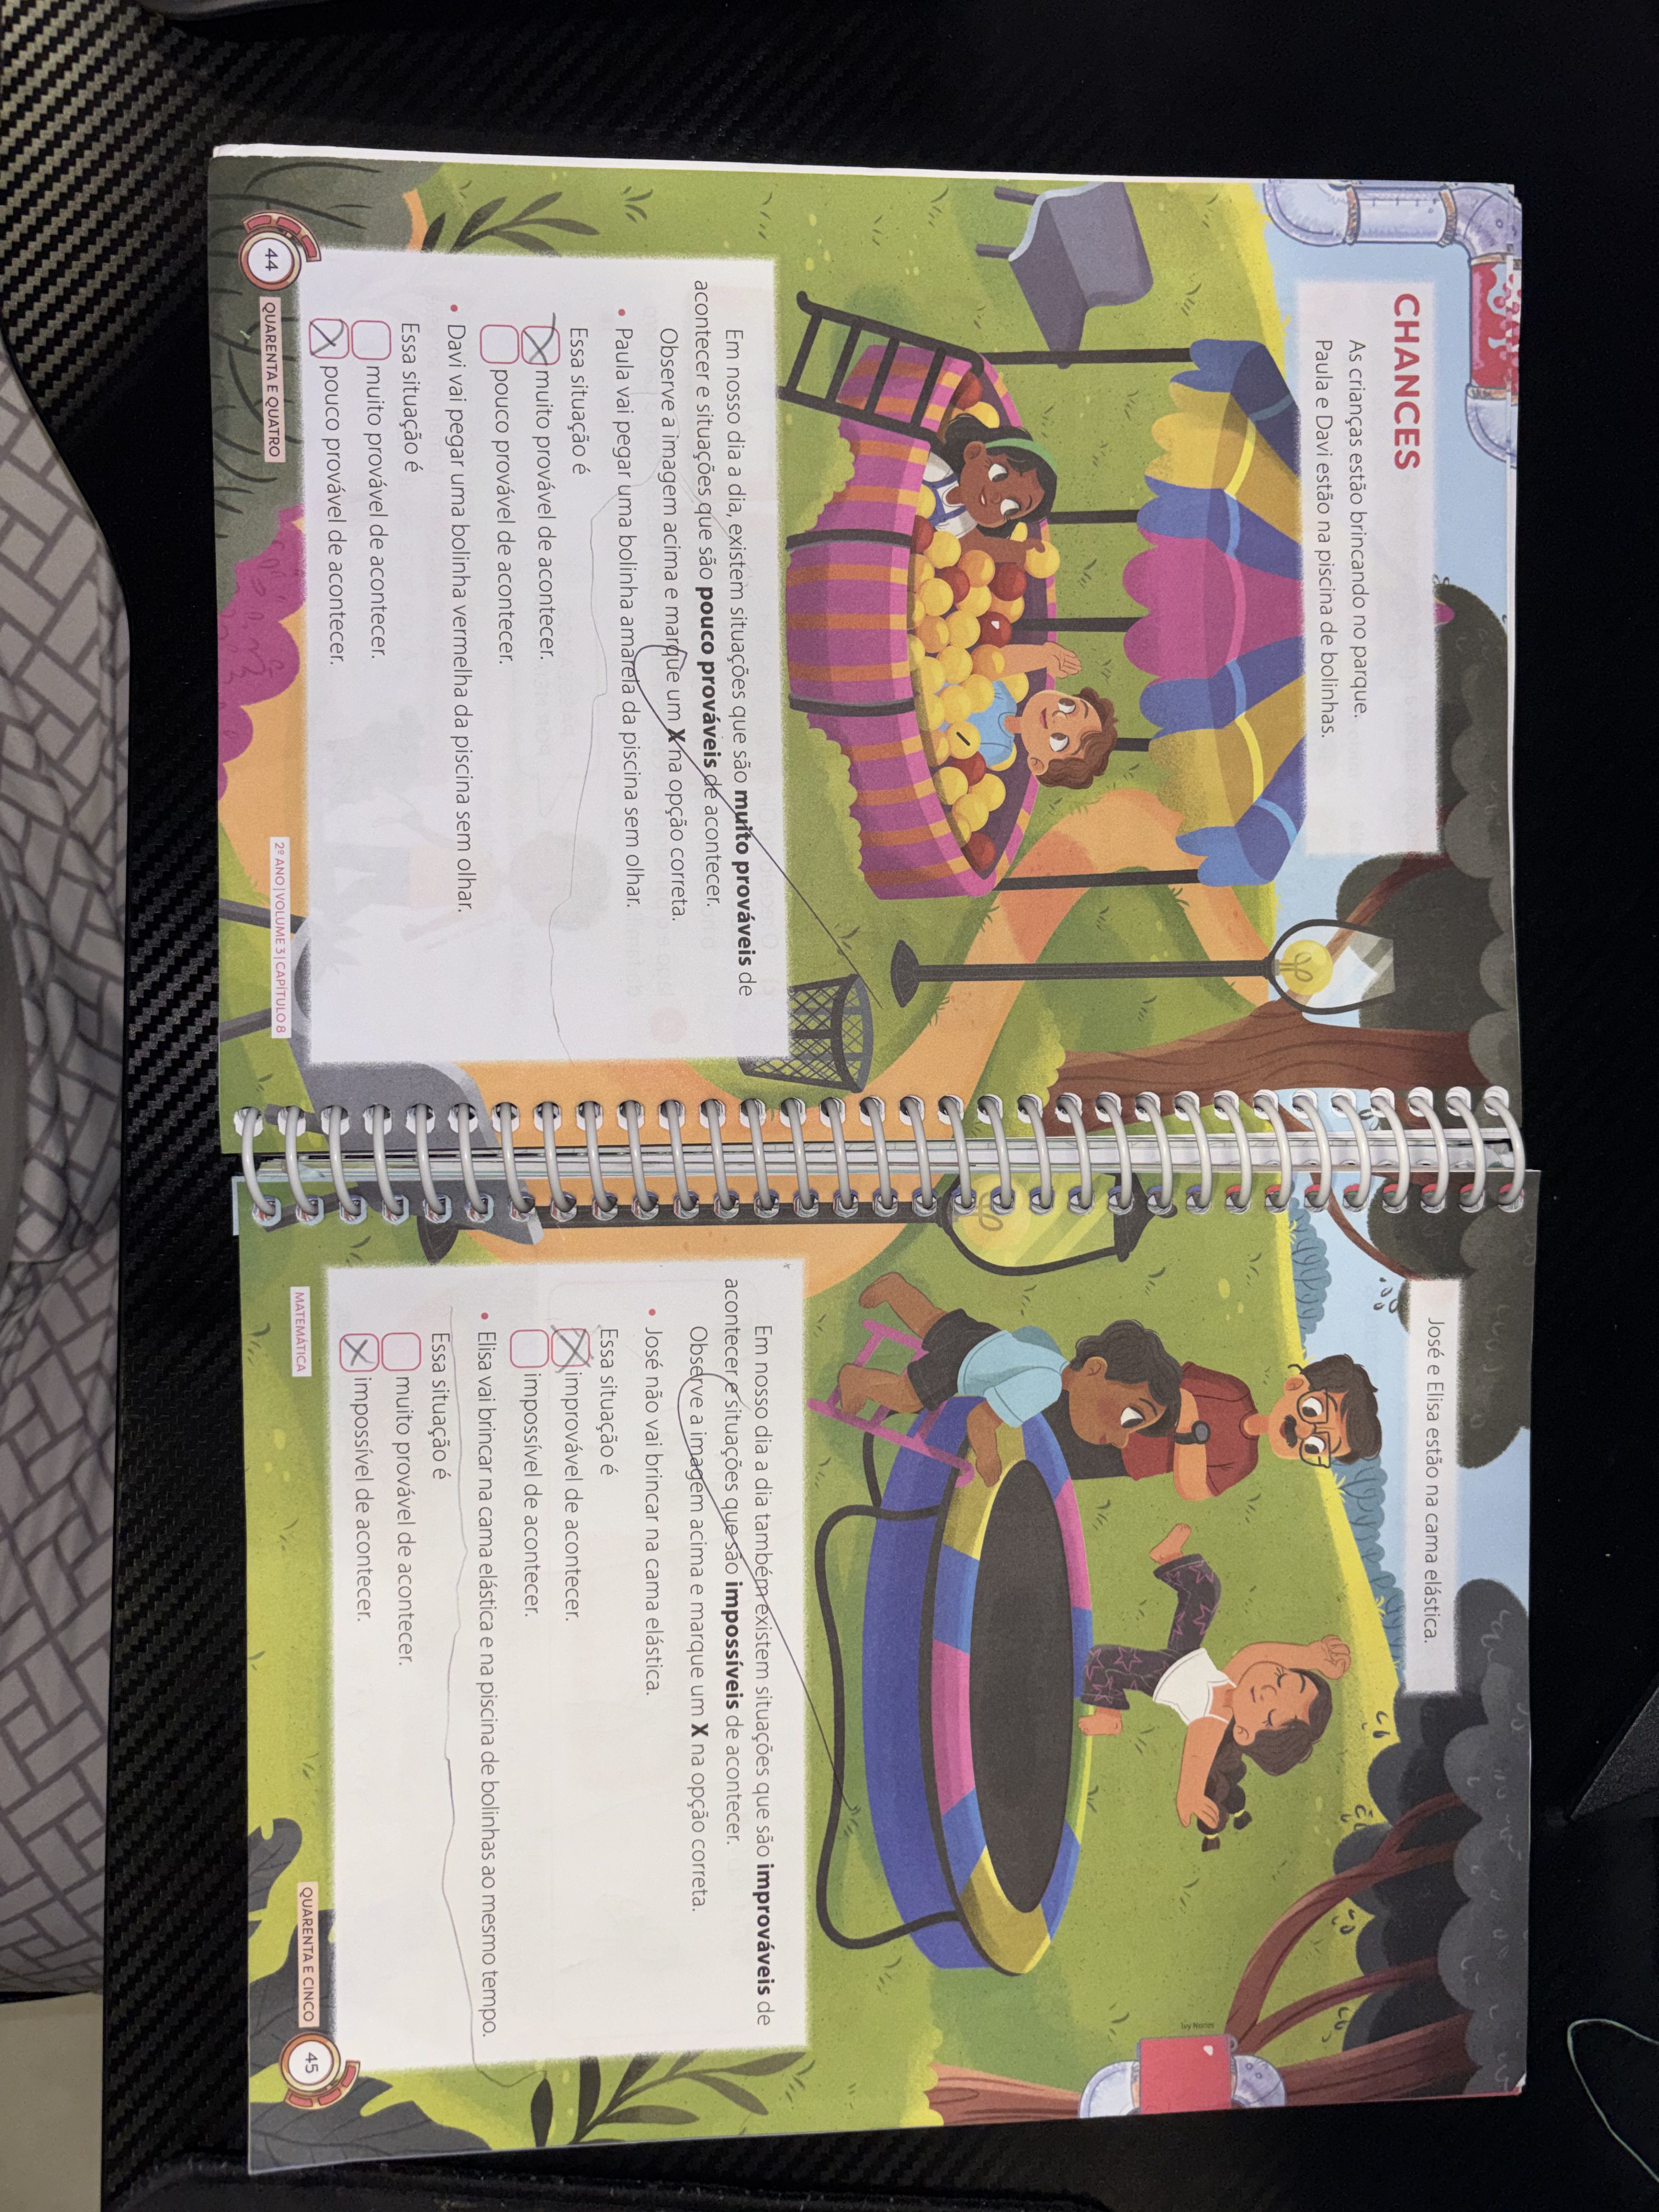 CHANCES
As crianças estão brincando no parque.
Paula e Davi estão na piscina de bolinhas.
Em nosso dia a dia, existem situações que são muito prováveis de
acontecer e situações que são pouco prováveis de acontecer.
Observe a imagem acima e marque um X na opção correta.
• Paula vai pegar uma bolinha amarela da piscina sem olhar.
Essa situação é
X muito provável de acontecer.
pouco provável de acontecer.
• Davi vai pegar uma bolinha vermelha da piscina sem olhar.
Essa situação é
muito provável de acontecer.
X pouco provável de acontecer.
44
QUARENTA E QUATRO
2º ANO | VOLUME 3 | CAPÍTULO 8
José e Elisa estão na cama elástica.
Ivy Nunes
Em nosso dia a dia também existem situações que são improváveis de
acontecer e situações que são impossíveis de acontecer.
Observe a imagem acima e marque um X na opção correta.
• José não vai brincar na cama elástica.
Essa situação é
X improvável de acontecer.
impossível de acontecer.
• Elisa vai brincar na cama elástica e na piscina de bolinhas ao mesmo tempo.
Essa situação é
muito provável de acontecer.
X impossível de acontecer.
MATEMÁTICA
QUARENTA E CINCO
45